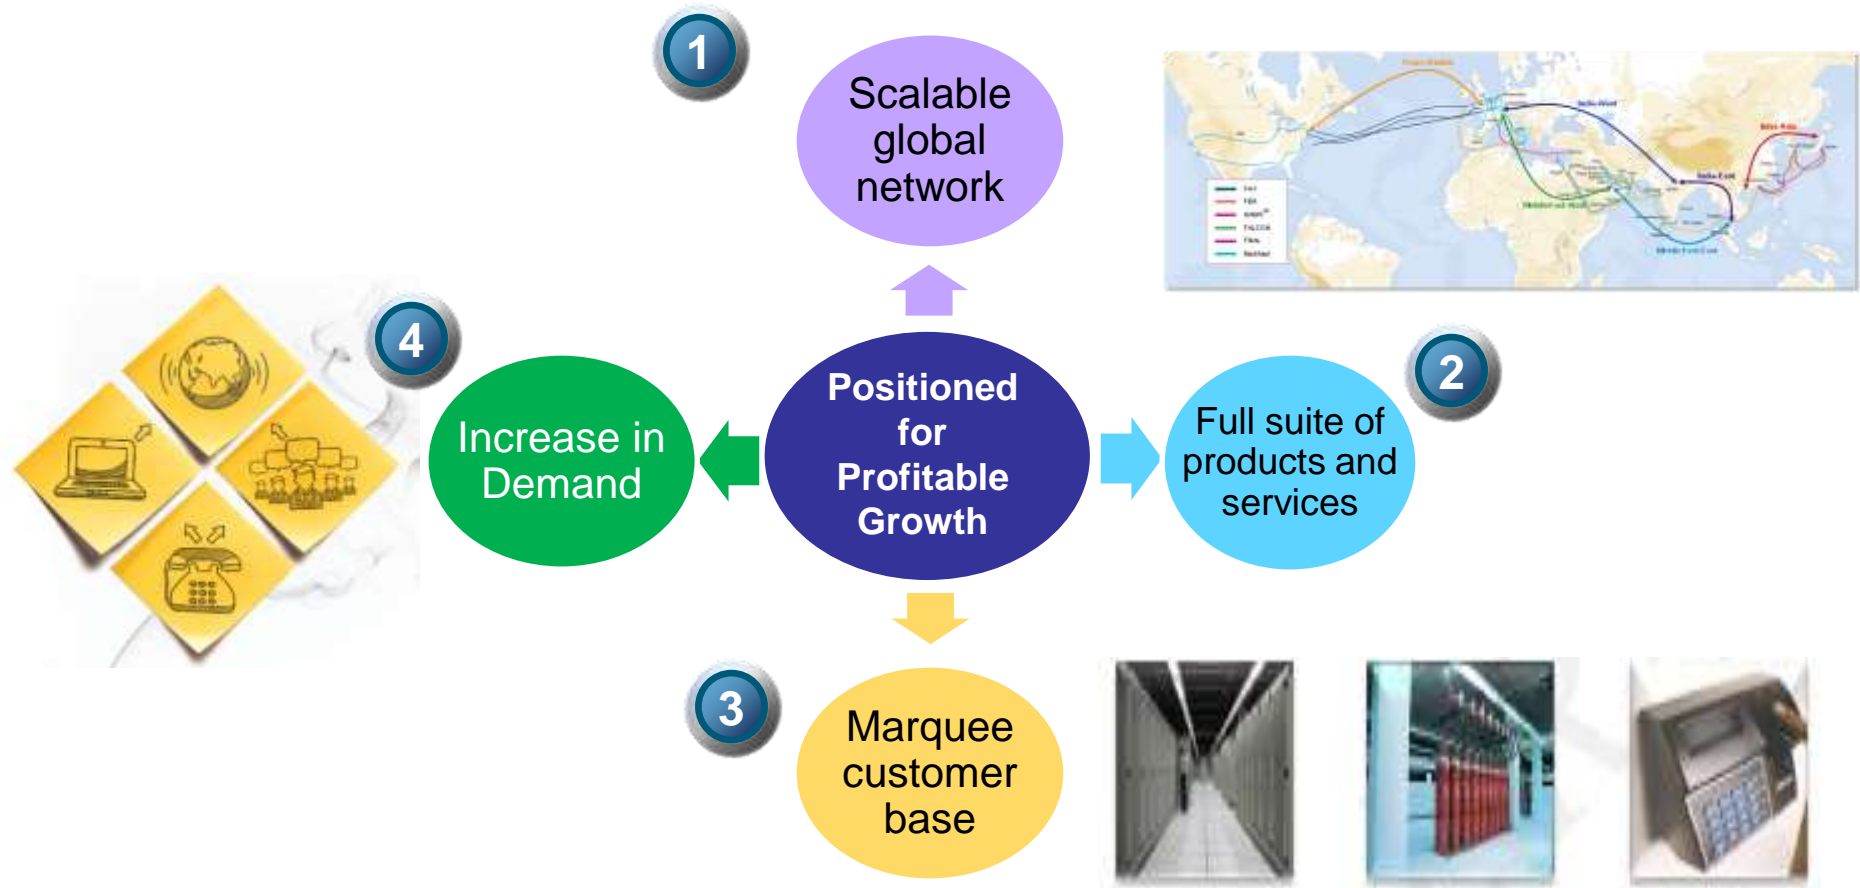 1
Scalable
global
network
FALCON
4
Increase in
Demand
Positioned
for
Profitable
Growth
2
Full suite of
products and
services
3
Marquee
customer
base